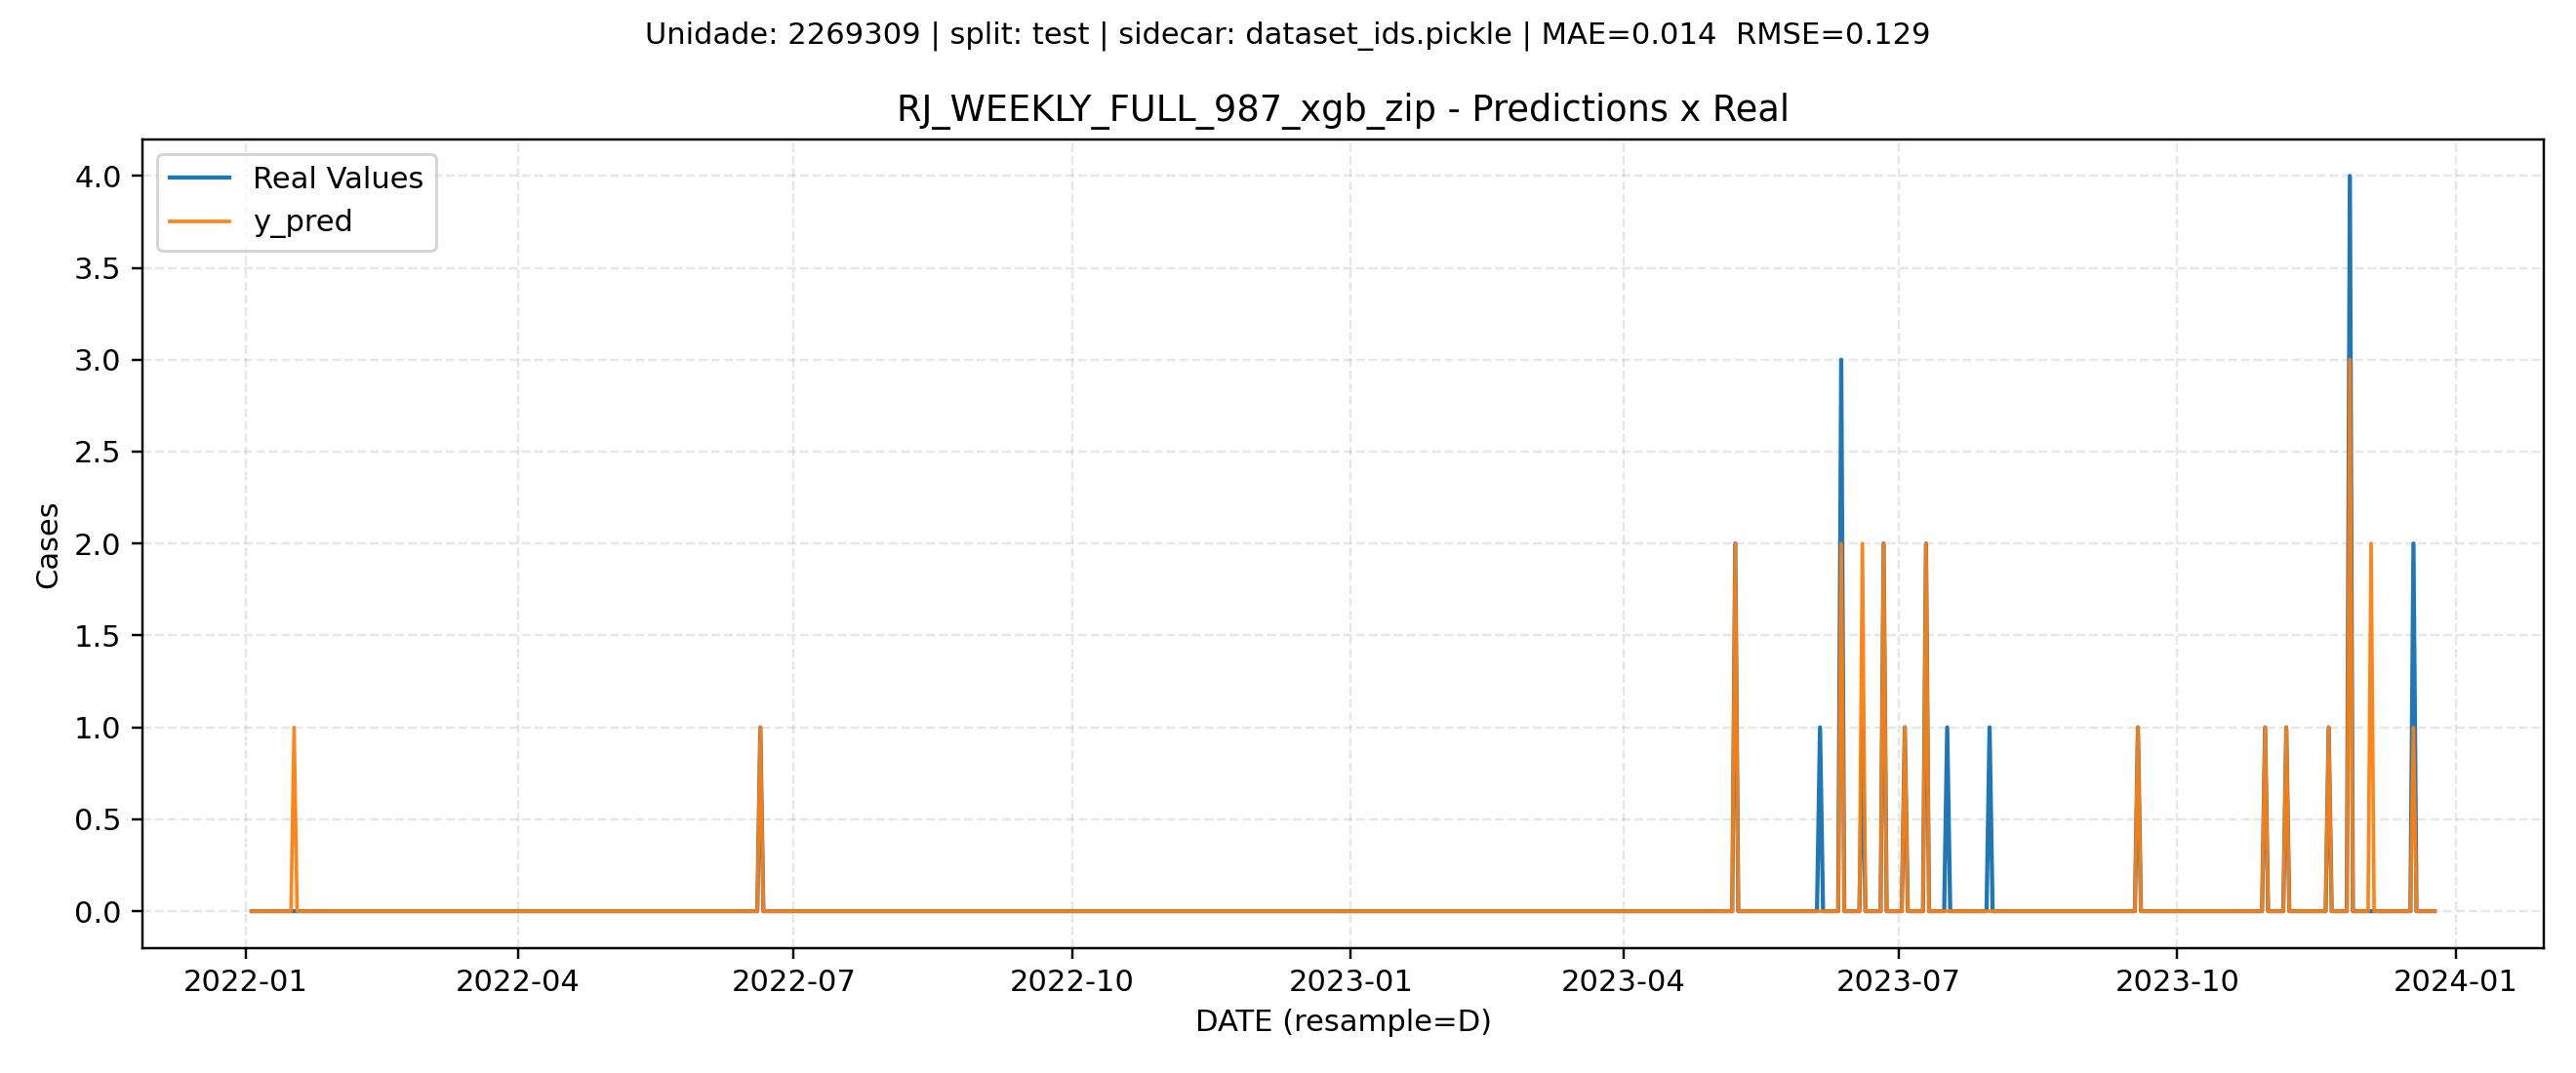 Unidade: 2269309 | split: test | sidecar: dataset_ids.pickle | MAE=0.014  RMSE=0.129
RJ_WEEKLY_FULL_987_xgb_zip - Predictions x Real
Real Values
y_pred
4.0
3.5
3.0
2.5
2.0
1.5
1.0
0.5
0.0
Cases
2022-01 2022-04 2022-07 2022-10 2023-01 2023-04 2023-07 2023-10 2024-01
DATE (resample=D)